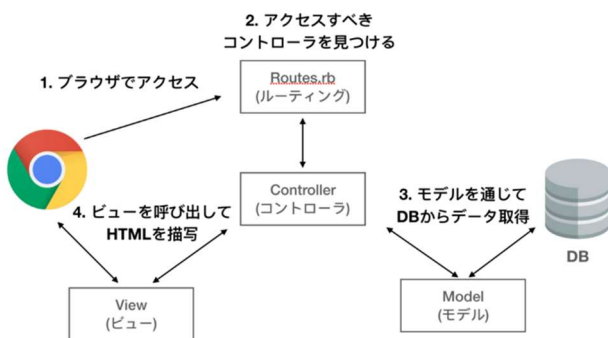 2. アクセスすべき
コントローラを見つける
1. ブラウザでアクセス
Routes.rb
(ルーティング)
Controller
(コントローラ)
3. モデルを通じて
DBからデータ取得
4. ビューを呼び出して
HTMLを描写
DB
View
(ビュー)
Model
(モデル)